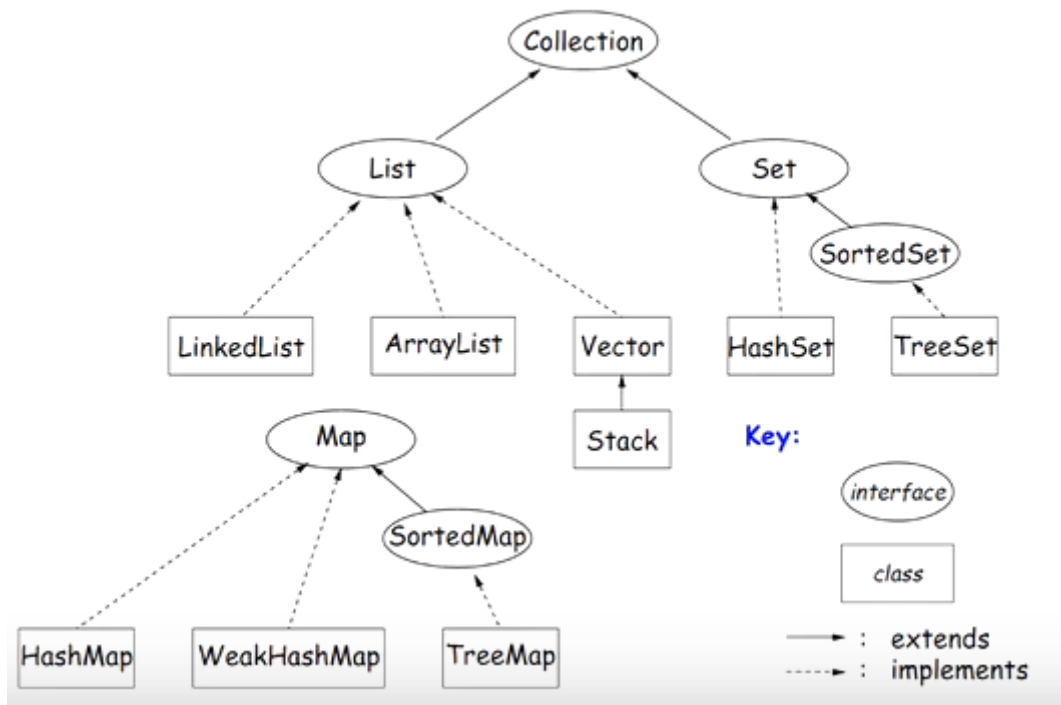 Collection
List
Set
SortedSet
LinkedList
ArrayList
Vector
HashSet
TreeSet
Map
Stack
Key:
interface
SortedMap
class
HashMap
WeakHashMap
TreeMap
: extends
: implements